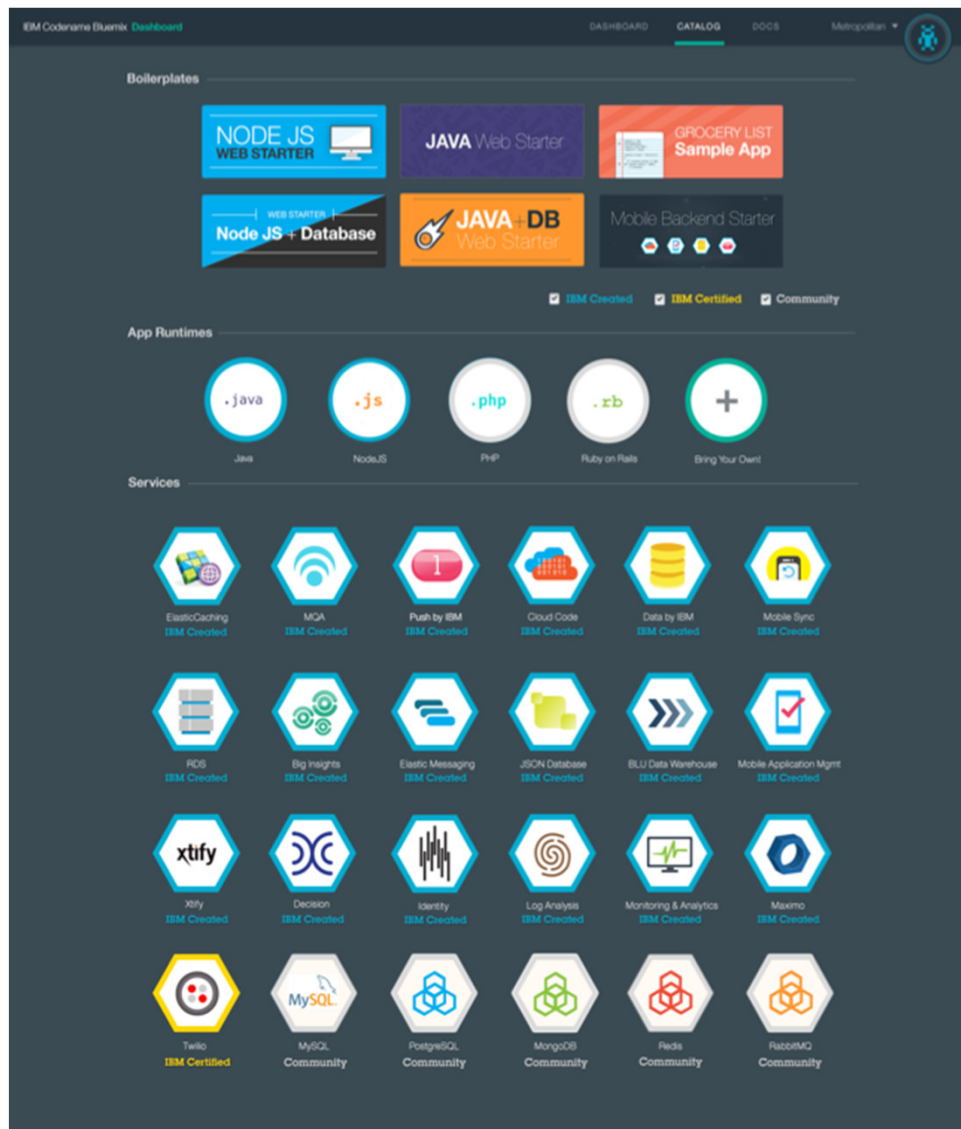 IBM Codename Bluemix Dashboard
DASHBOARD CATALOG DOCS Metropolitan
Boilerplates
NODE JS
WEB STARTER
JAVA Web Starter
GROCERY LIST
Sample App
WEB STARTER
Node JS + Database
JAVA+DB
Web Starter
Mobile Backend Starter
IBM Created IBM Certified Community
App Runtimes
.java .js .php .rb +
Java NodeJS PHP Ruby on Rails Bring Your Own!
Services
1
ElasticCaching MQA Push by IBM Cloud Code Data by IBM Mobile Sync
IBM Created IBM Created IBM Created IBM Created IBM Created IBM Created
RDS Big Insights Elastic Messaging JSON Database BLU Data Warehouse Mobile Application Mgmt
IBM Created IBM Created IBM Created IBM Created IBM Created IBM Created
xtify
Xtify Decision Identity Log Analysis Monitoring & Analytics Maximo
IBM Created IBM Created IBM Created IBM Created IBM Created IBM Created
MySQL
Twilio MySQL PostgreSQL MongoDB Redis RabbitMQ
IBM Certified Community Community Community Community Community